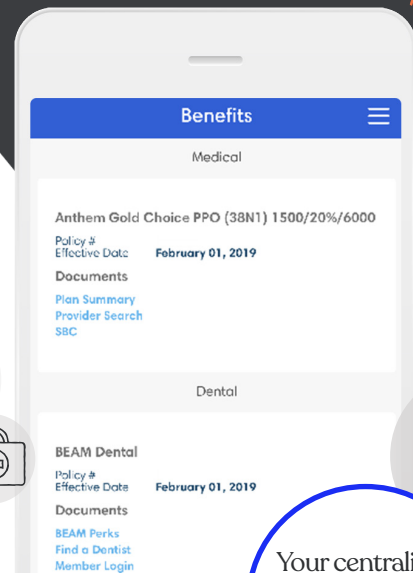 Benefits
Medical
Anthem Gold Choice PPO (38N1) 1500/20%/6000
Policy #
Effective Date February 01, 2019
Documents
Plan Summary
Provider Search
SBC
Dental
BEAM Dental
Policy #
Effective Date February 01, 2019
Documents
BEAM Perks
Find a Dentist
Member Login
Your centrali